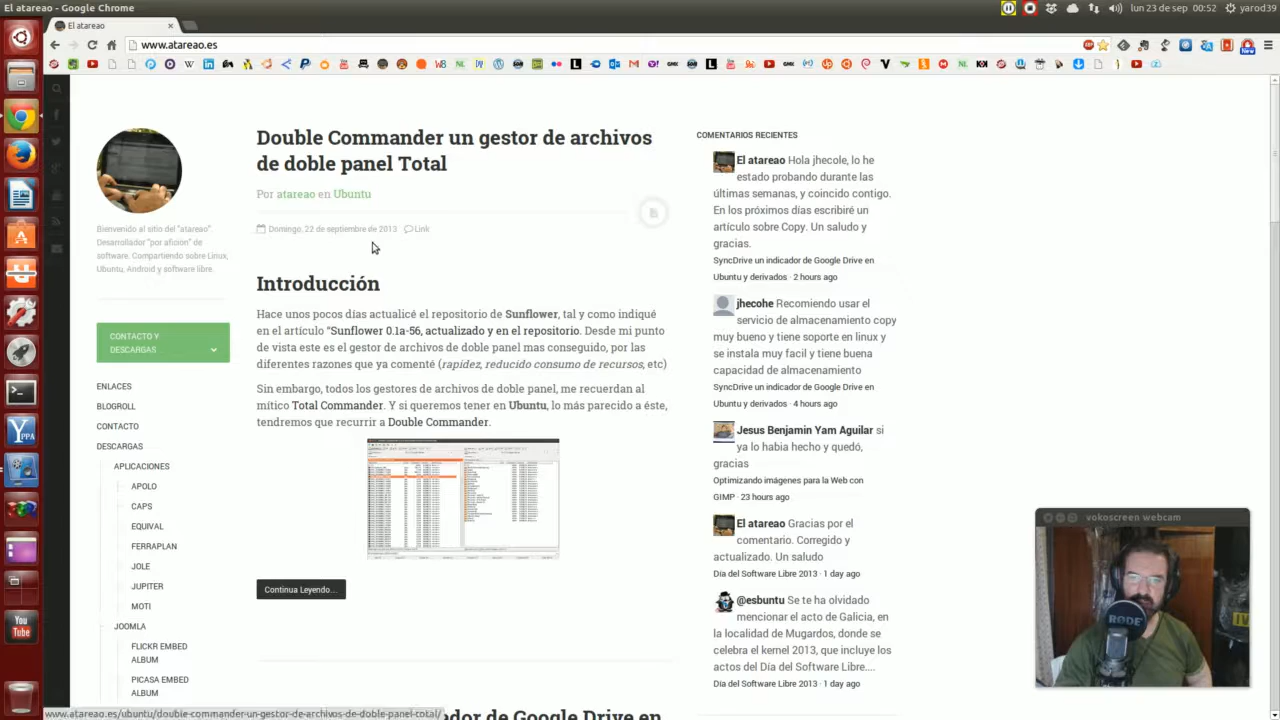 El atareao - Google Chrome
lun 23 de sep 00:52
yarod39
El atareao
www.atareao.es
Bienvenido al sitio del "atareao".
Desarrollador "por afición" de
software. Compartiendo sobre Linux,
Ubuntu, Android y software libre.
CONTACTO Y
DESCARGAS
ENLACES
BLOGROLL
CONTACTO
DESCARGAS
APLICACIONES
APOLO
CAPS
EQUIVAL
FERRAPLAN
JOLE
JUPITER
MOTI
JOOMLA
FLICKR EMBED
ALBUM
PICASA EMBED
ALBUM
Double Commander un gestor de archivos
de doble panel Total
Por atareao en Ubuntu
Domingo, 22 de septiembre de 2013
Link
Introducción
Hace unos pocos días actualicé el repositorio de Sunflower, tal y como indiqué
en el artículo "Sunflower 0.1a-56, actualizado y en el repositorio. Desde mi punto
de vista este es el gestor de archivos de doble panel mas conseguido, por las
diferentes razones que ya comenté (rapidez, reducido consumo de recursos, etc)
Sin embargo, todos los gestores de archivos de doble panel, me recuerdan al
mítico Total Commander. Y si queremos tener en Ubuntu, lo más parecido a éste,
tendremos que recurrir a Double Commander.
Continua Leyendo...
ador de Google Drive en
COMENTARIOS RECIENTES
El atareao Hola jhecole, lo he
estado probando durante las
últimas semanas, y coincido contigo.
En los próximos días escribiré un
artículo sobre Copy. Un saludo y
gracias.
SyncDrive un indicador de Google Drive en
Ubuntu y derivados · 2 hours ago
jhecohe Recomiendo usar el
servicio de almacenamiento copy
muy bueno y tiene soporte en linux y
se instala muy facil y tiene buena
capacidad de almacenamiento
SyncDrive un indicador de Google Drive en
Ubuntu y derivados · 4 hours ago
Jesus Benjamin Yam Aguilar si
ya lo habia hecho y quedó,
gracias
Optimizando imágenes para la Web con
GIMP · 23 hours ago
El atareao Gracias por el
comentario. Corregido y
actualizado. Un saludo
Día del Software Libre 2013 · 1 day ago
@esbuntu Se te ha olvidado
mencionar el acto de Galicia, en
la localidad de Mugardos, donde se
celebra el kernel 2013, que incluye los
actos del Día del Software Libre....
Día del Software Libre 2013 · 1 day ago
yokoscreen webcam
RØDE
YPPA
You
Tube
www.atareao.es/ubuntu/double-commander-un-gestor-de-archivos-de-doble-panel-total/